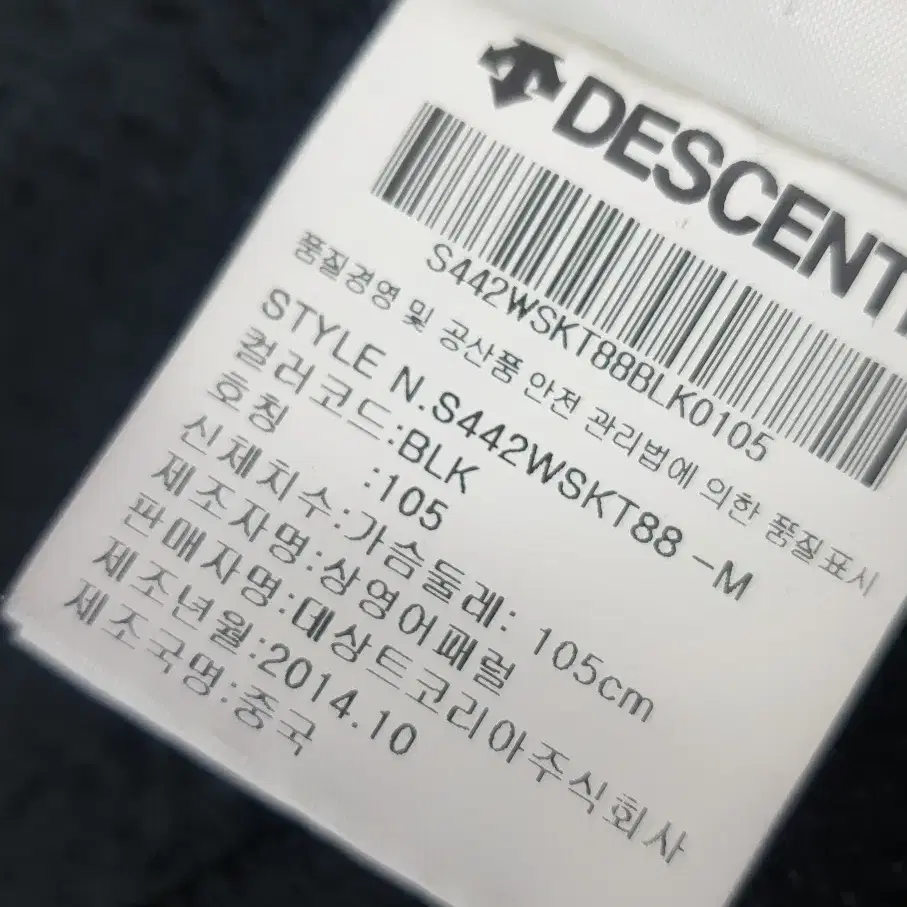 DESCENT
S442WSKT88BLK0105
품질경영 및 공산품 안전 관리법에 의한 품질표시
STYLE N.S442WSKT88 -M
컬러코드:BLK
호칭 :105
신체치수:가슴둘레: 105cm
제조자명:상영어패럴
판매자명:대상트코리아주식회사
제조년월:2014.10
제조국명:중국